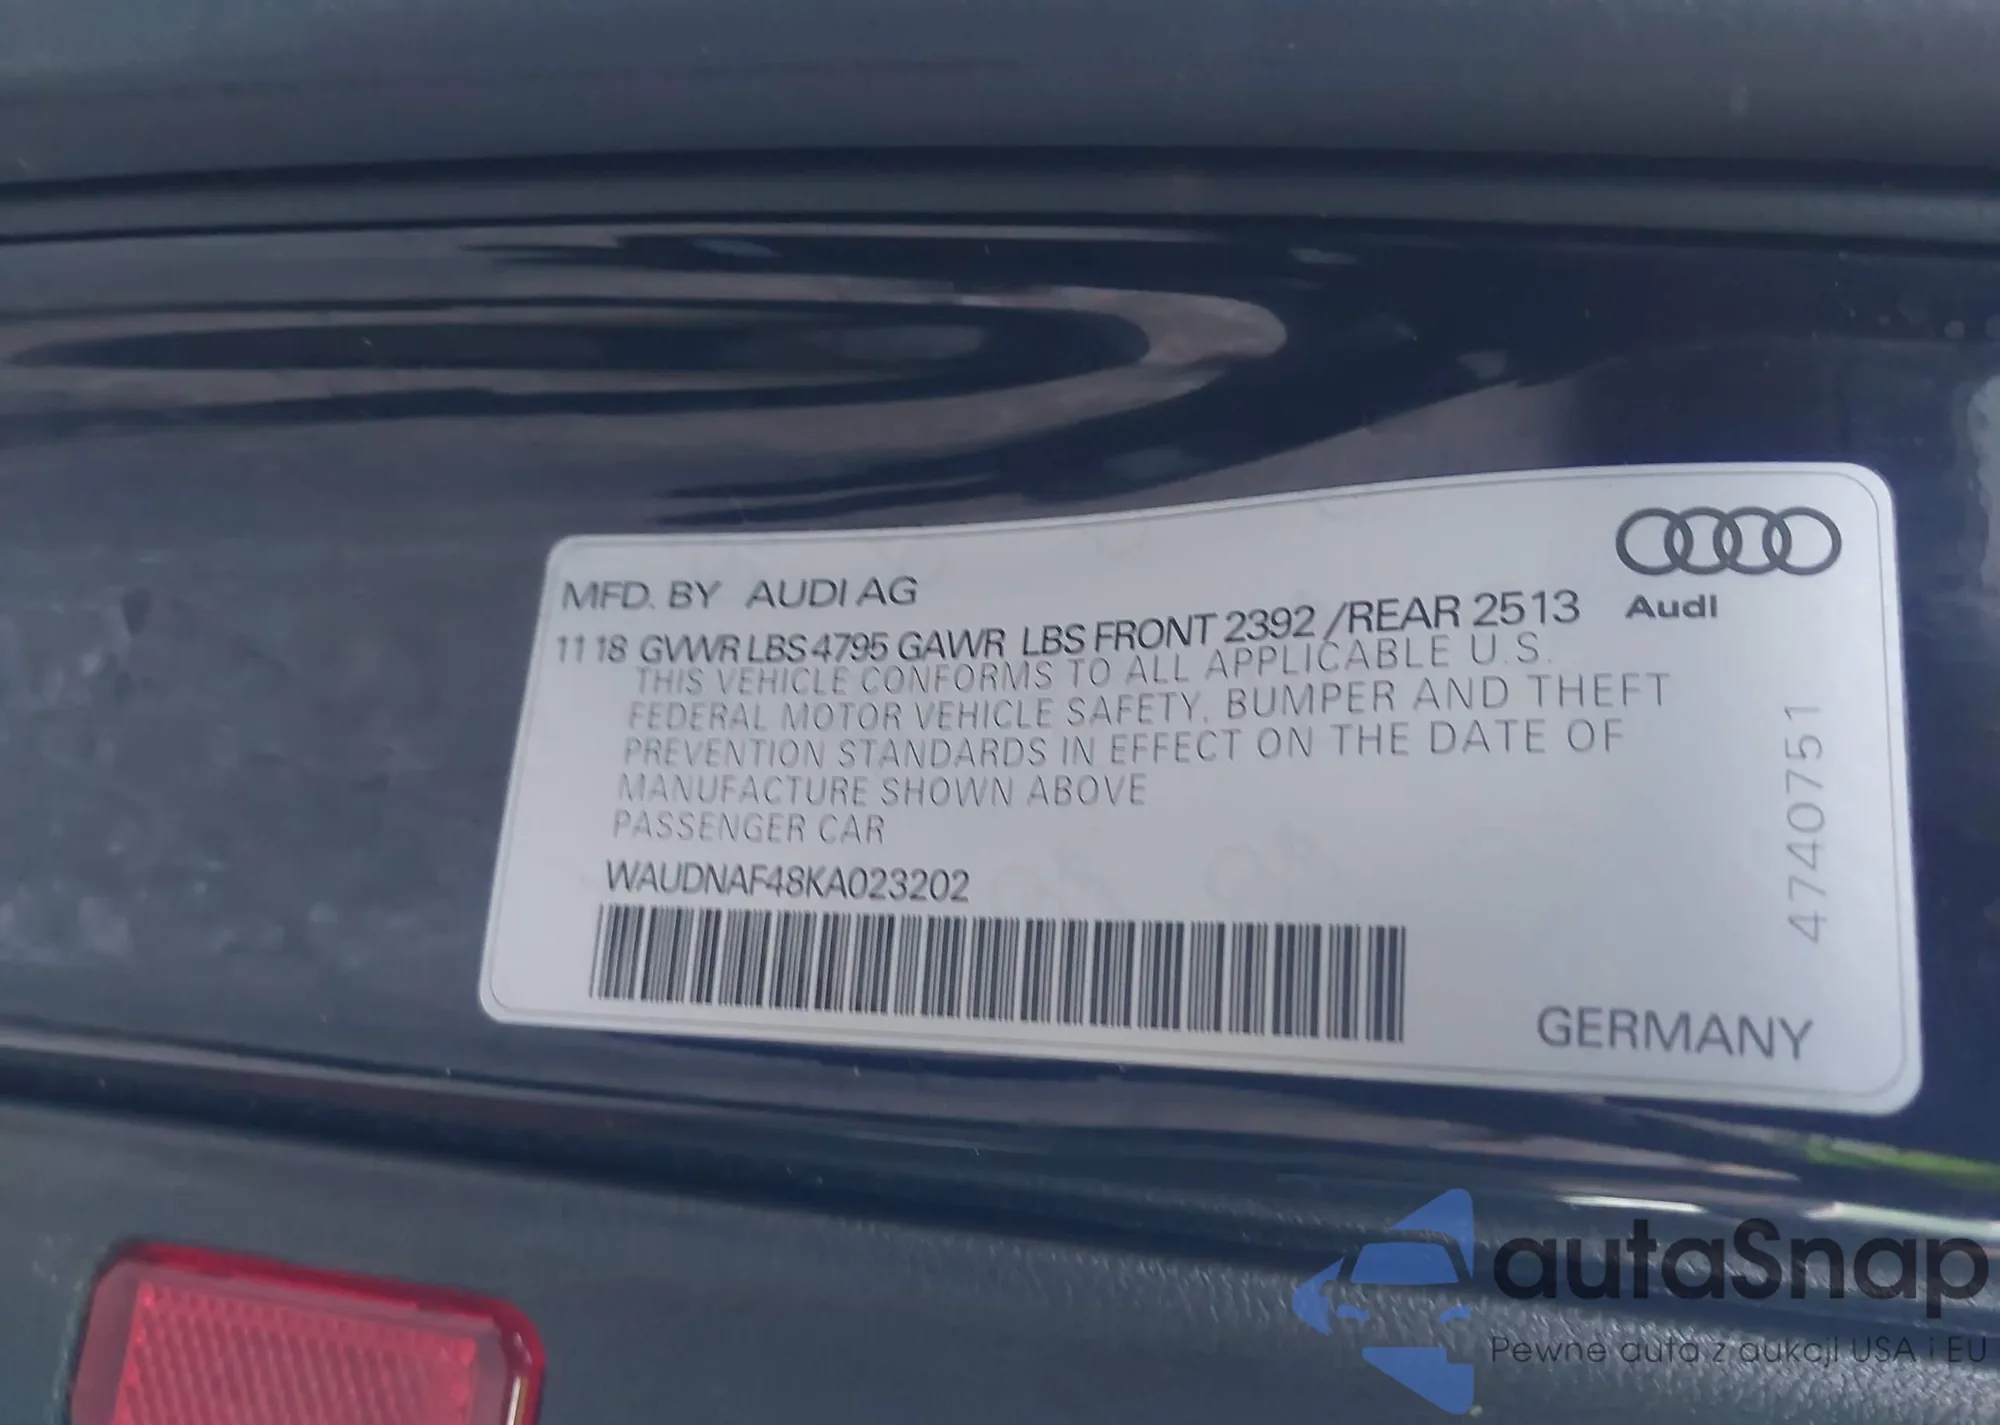 MFD. BY AUDI AG
11 18 GVWR LBS 4795 GAWR LBS FRONT 2392 /REAR 2513
Audi
THIS VEHICLE CONFORMS TO ALL APPLICABLE U.S.
FEDERAL MOTOR VEHICLE SAFETY, BUMPER AND THEFT
PREVENTION STANDARDS IN EFFECT ON THE DATE OF
MANUFACTURE SHOWN ABOVE
PASSENGER CAR
WAUDNAF48KA023202
4740751
GERMANY
autaSnap
Pewne auta z aukcji USA i EU